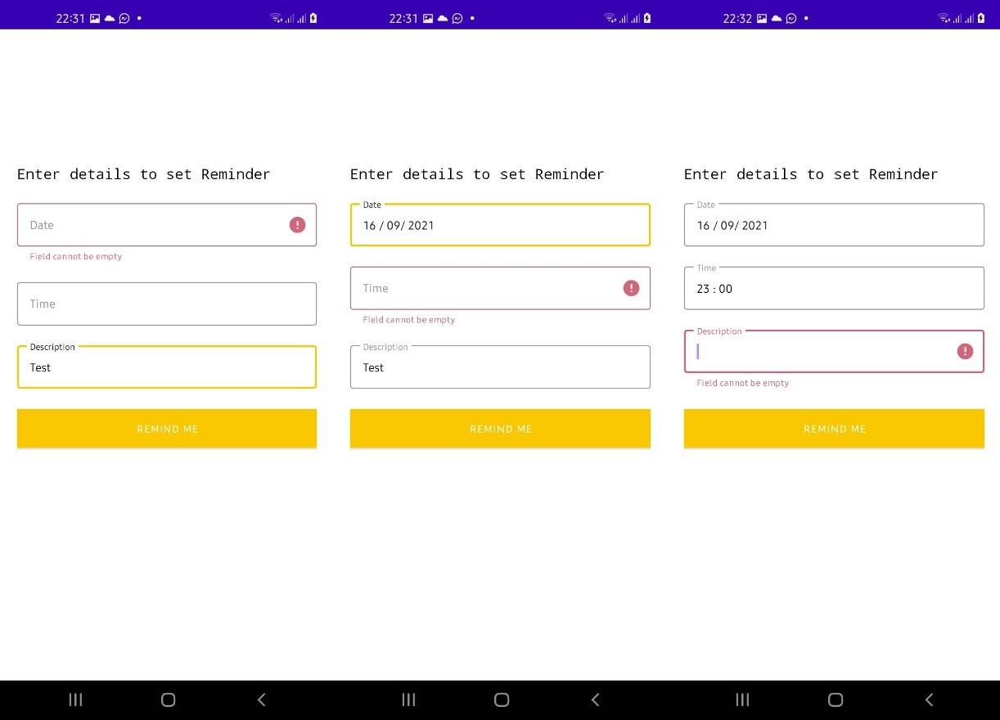 22:31
Enter details to set Reminder
Date
Field cannot be empty
Time
Description
Test
REMIND ME
22:31
Enter details to set Reminder
Date
16 / 09/ 2021
Time
Field cannot be empty
Description
Test
REMIND ME
22:32
Enter details to set Reminder
Date
16 / 09/ 2021
Time
23 : 00
Description
Field cannot be empty
REMIND ME